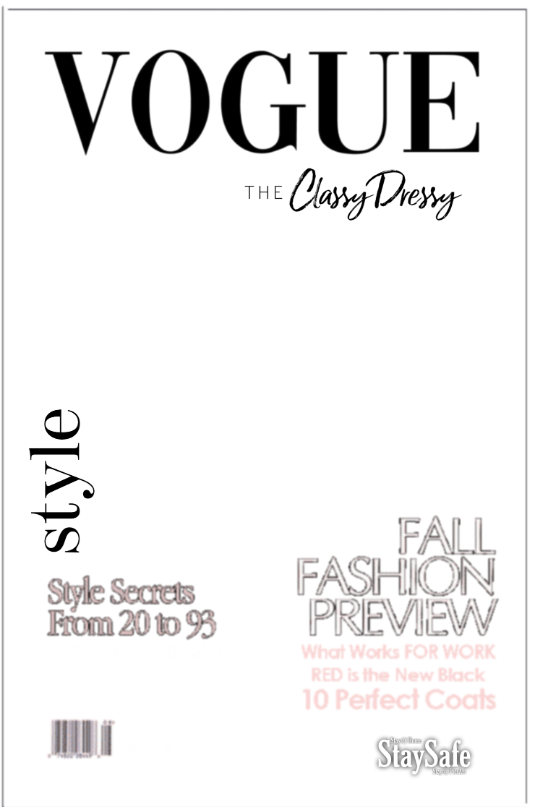 VOGUE
THE ClassyDressy
style
Style Secrets
From 20 to 93
FALL
FASHION
PREVIEW
What Works FOR WORK
RED is the New Black
10 Perfect Coats
StaySafe